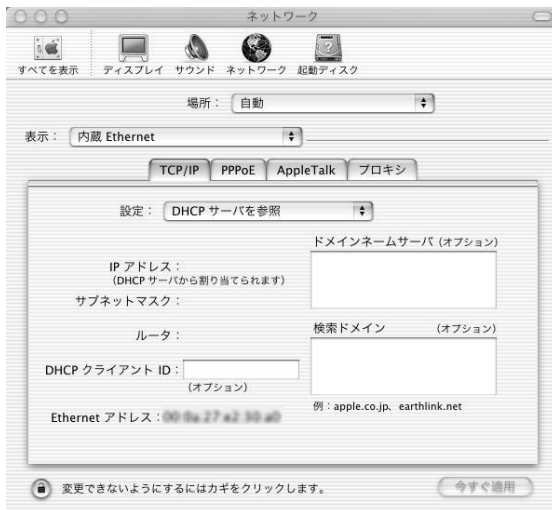 ネットワーク
すべてを表示 ディスプレイ サウンド ネットワーク 起動ディスク
場所： 自動
表示： 内蔵 Ethernet
TCP/IP PPPoE AppleTalk プロキシ
設定： DHCP サーバを参照
ドメインネームサーバ (オプション)
IP アドレス：
(DHCP サーバから割り当てられます)
サブネットマスク：
ルータ：
検索ドメイン (オプション)
DHCP クライアント ID：
(オプション)
例：apple.co.jp、earthlink.net
Ethernet アドレス：
変更できないようにするにはカギをクリックします。
今すぐ適用